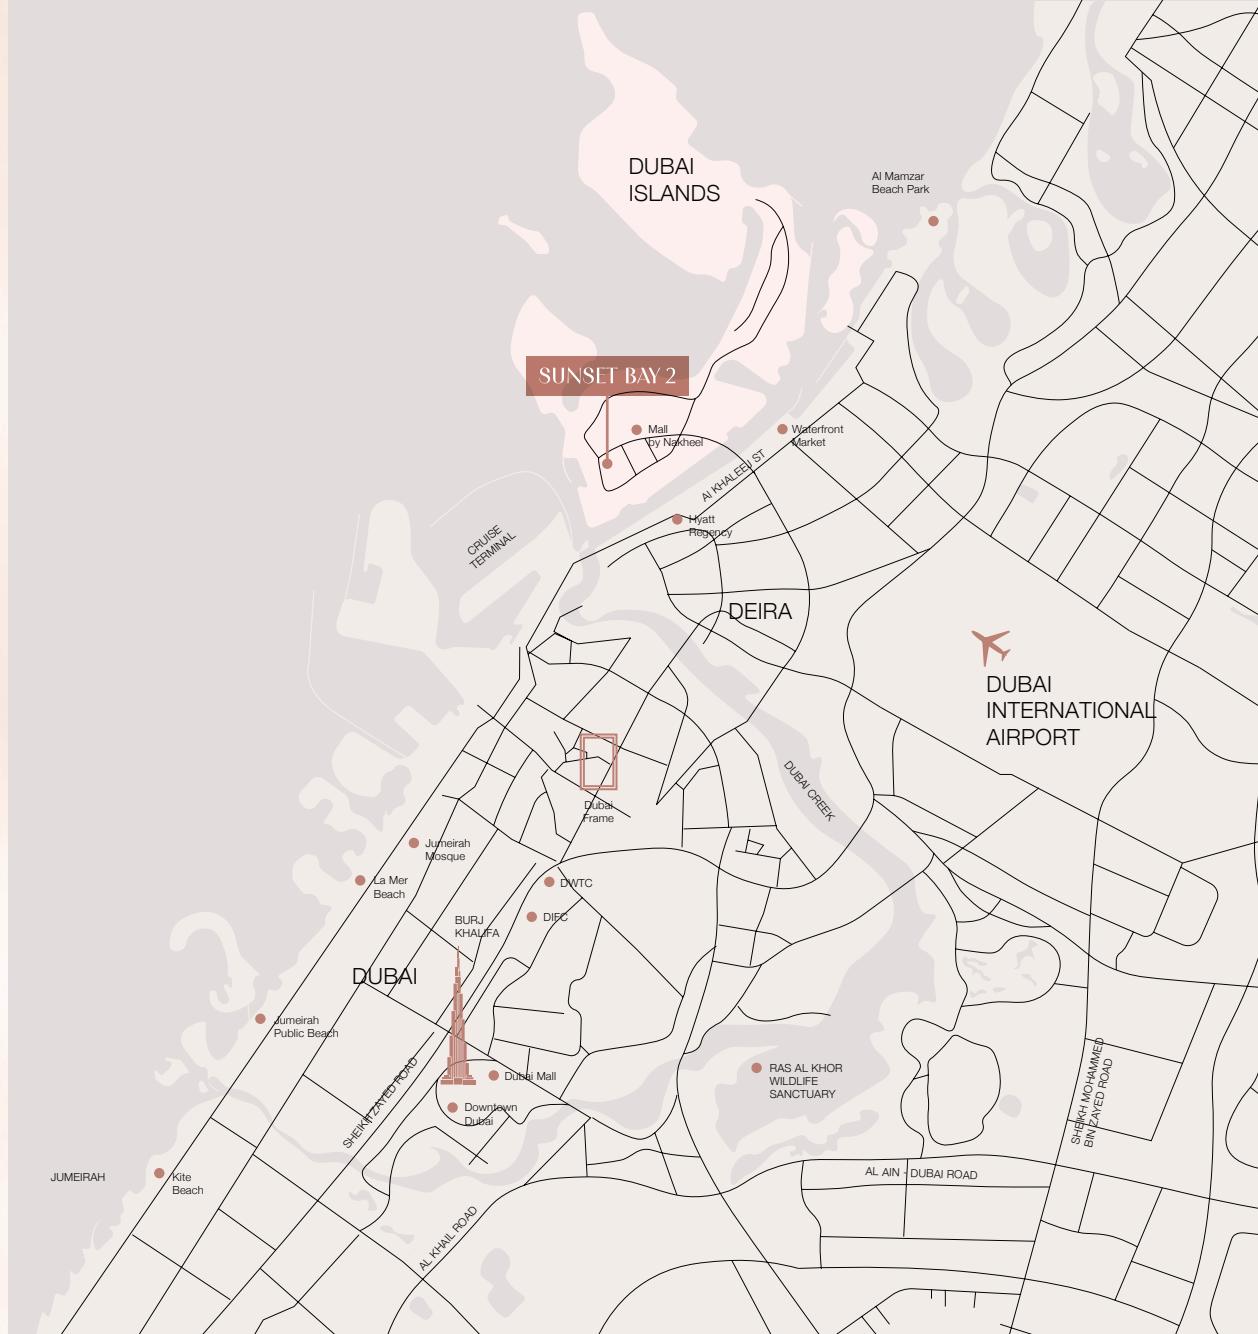 DUBAI
ISLANDS
Al Mamzar
Beach Park
SUNSET BAY 2
Mall
by Nakheel
Waterfront
Market
Al KHALEEJ ST
Hyatt
Regency
CRUISE
TERMINAL
DEIRA
DUBAI
INTERNATIONAL
AIRPORT
DUBAI CREEK
Dubai
Frame
Jumeirah
Mosque
La Mer
Beach
DWTC
DIFC
BURJ
KHALIFA
DUBAI
Jumeirah
Public Beach
SHEIKH ZAYED ROAD
Dubai Mall
Downtown
Dubai
RAS AL KHOR
WILDLIFE
SANCTUARY
SHEIKH MOHAMMED
BIN ZAYED ROAD
JUMEIRAH
Kite
Beach
AL AIN - DUBAI ROAD
AL KHAIL ROAD